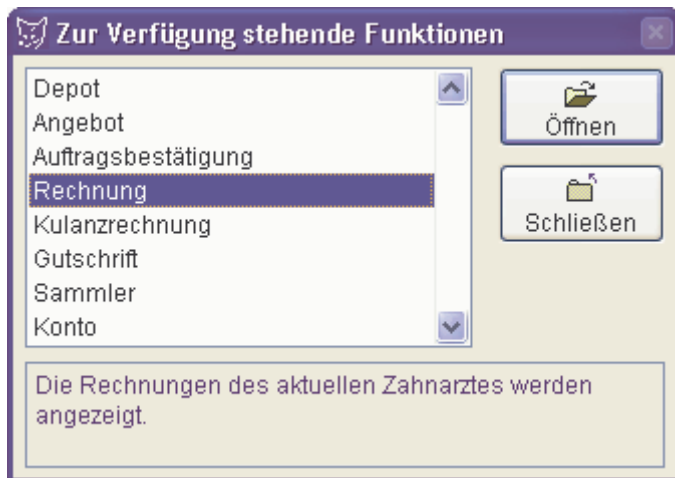 Zur Verfügung stehende Funktionen
Depot
Angebot
Auftragsbestätigung
Rechnung
Kulanzrechnung
Gutschrift
Sammler
Konto
Öffnen
Schließen
Die Rechnungen des aktuellen Zahnarztes werden
angezeigt.